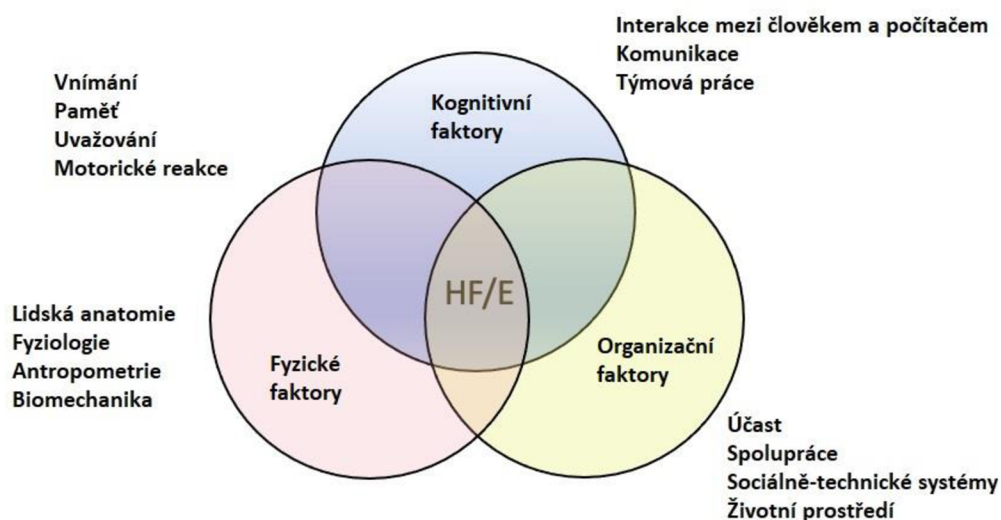 Interakce mezi člověkem a počítačem
Komunikace
Týmová práce
Vnímání
Paměť
Uvažování
Motorické reakce
Kognitivní
faktory
HF/E
Lidská anatomie
Fyziologie
Antropometrie
Biomechanika
Fyzické
faktory
Organizační
faktory
Účast
Spolupráce
Sociálně-technické systémy
Životní prostředí